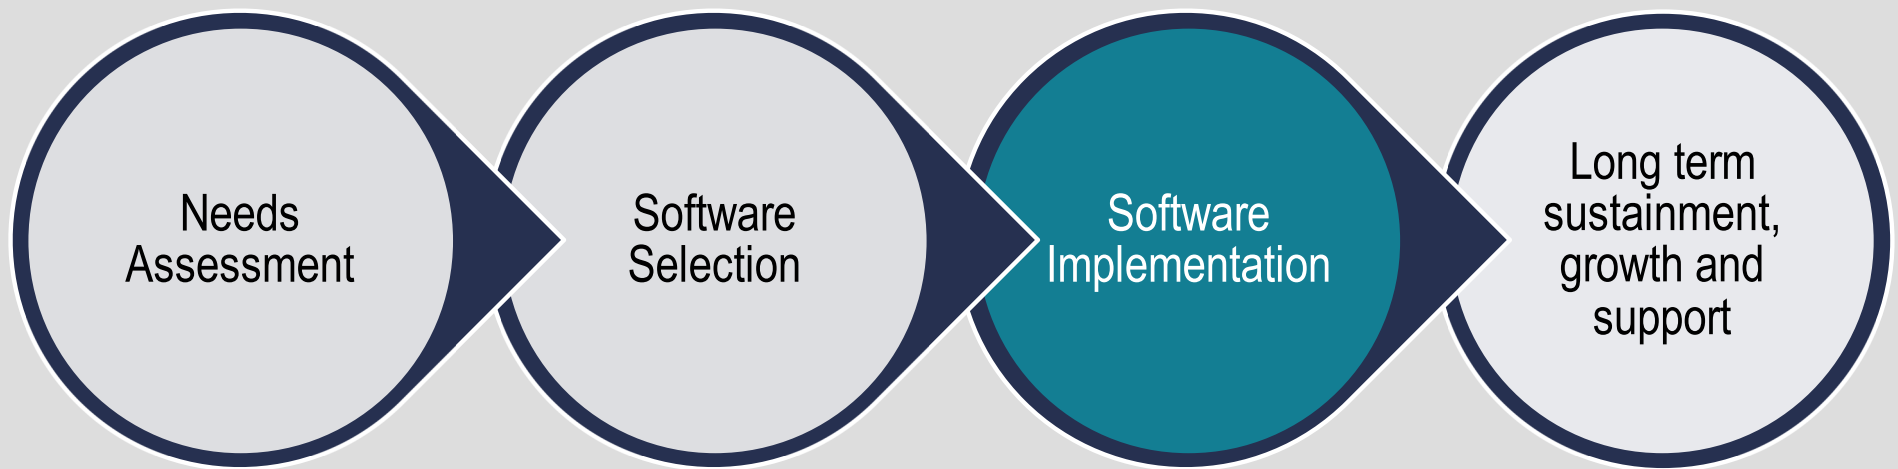 Needs
Assessment
Software
Selection
Software
Implementation
Long term
sustainment,
growth and
support